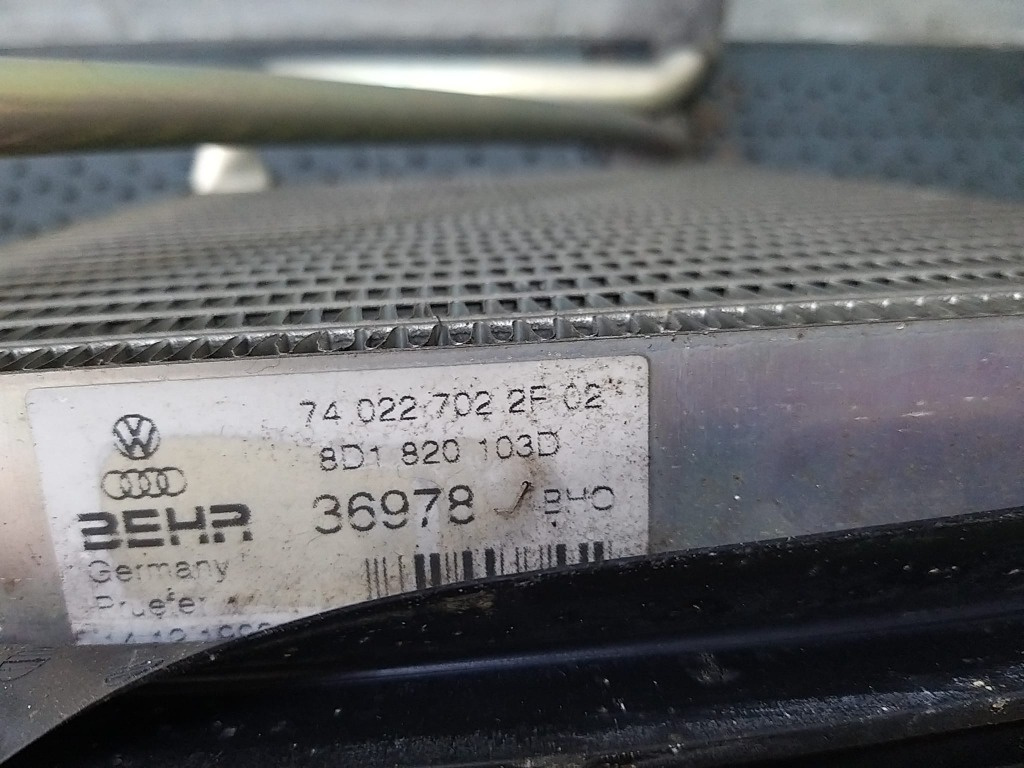 74 022 702 2F 02
8D1 820 103D
BEHR
36978 BHO
Germany
Pruefer